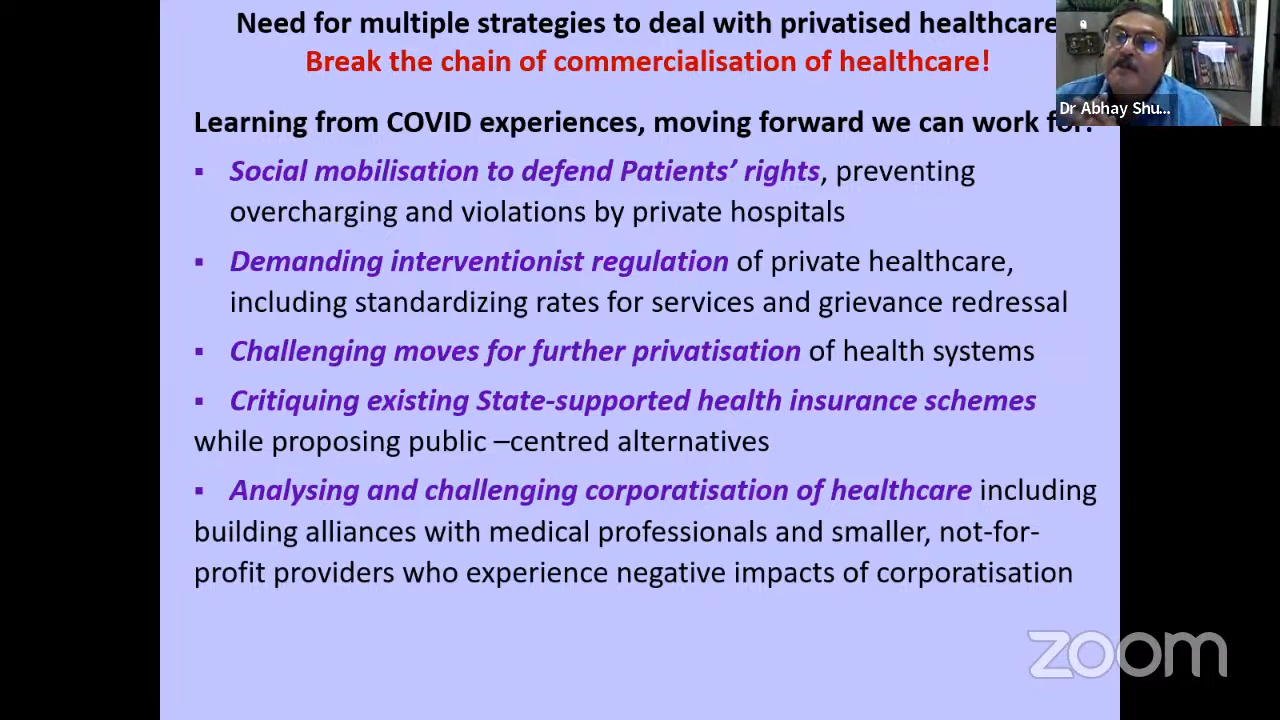 Need for multiple strategies to deal with privatised healthcare
Break the chain of commercialisation of healthcare!
Dr Abhay Shu...
Learning from COVID experiences, moving forward we can work for:
▪ Social mobilisation to defend Patients’ rights, preventing
overcharging and violations by private hospitals
▪ Demanding interventionist regulation of private healthcare,
including standardizing rates for services and grievance redressal
▪ Challenging moves for further privatisation of health systems
▪ Critiquing existing State-supported health insurance schemes
while proposing public –centred alternatives
▪ Analysing and challenging corporatisation of healthcare including
building alliances with medical professionals and smaller, not-for-
profit providers who experience negative impacts of corporatisation
zoom